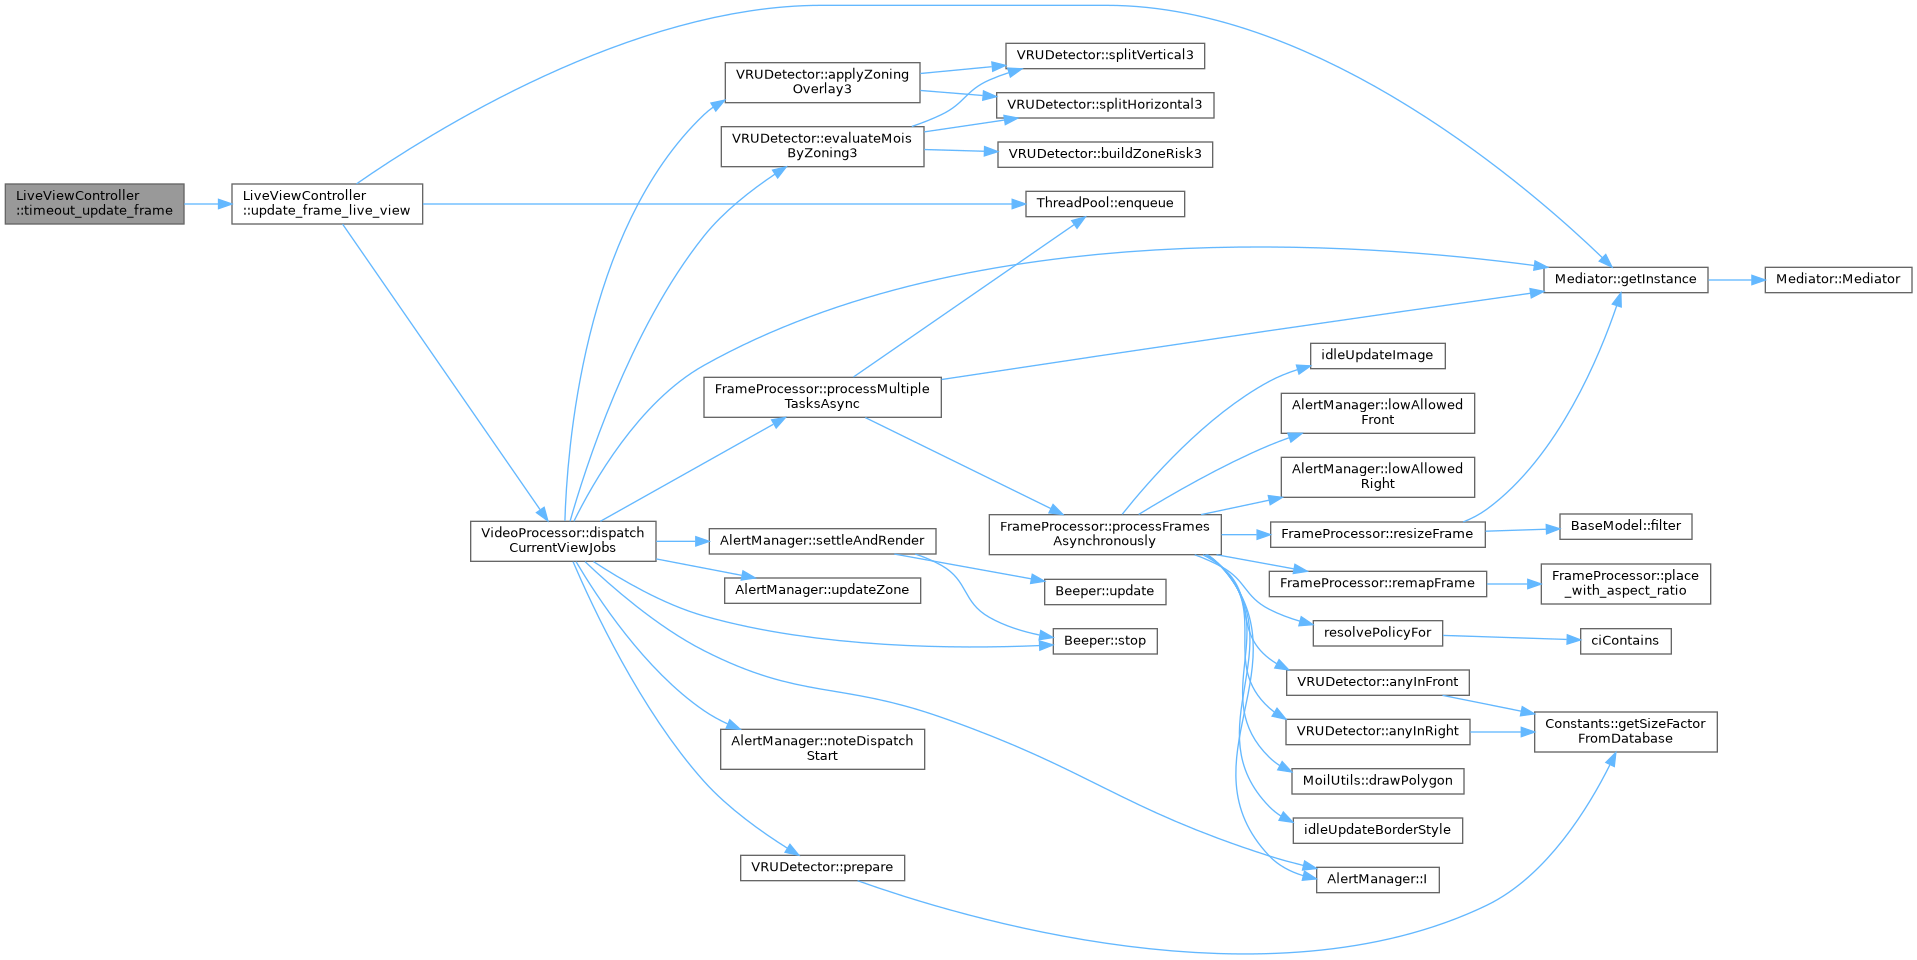 LiveViewController
::timeout_update_frame
LiveViewController
::update_frame_live_view
VideoProcessor::dispatch
CurrentViewJobs
VRUDetector::applyZoning
Overlay3
VRUDetector::evaluateMois
ByZoning3
FrameProcessor::processMultiple
TasksAsync
AlertManager::settleAndRender
AlertManager::updateZone
AlertManager::noteDispatch
Start
VRUDetector::prepare
VRUDetector::splitVertical3
VRUDetector::splitHorizontal3
VRUDetector::buildZoneRisk3
ThreadPool::enqueue
FrameProcessor::processFrames
Asynchronously
Beeper::update
Beeper::stop
idleUpdateImage
AlertManager::lowAllowed
Front
AlertManager::lowAllowed
Right
FrameProcessor::resizeFrame
FrameProcessor::remapFrame
resolvePolicyFor
VRUDetector::anyInFront
VRUDetector::anyInRight
MoilUtils::drawPolygon
idleUpdateBorderStyle
AlertManager::I
Mediator::getInstance
BaseModel::filter
FrameProcessor::place
_with_aspect_ratio
ciContains
Constants::getSizeFactor
FromDatabase
Mediator::Mediator